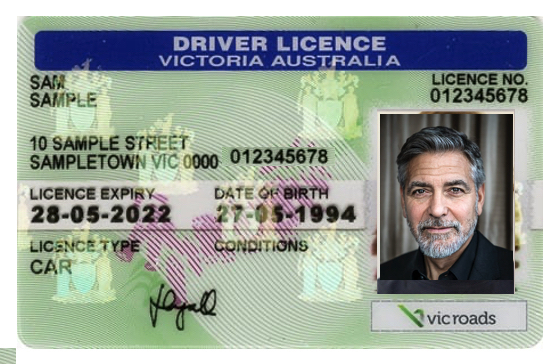 DRIVER LICENCE
VICTORIA AUSTRALIA
SAM
SAMPLE
LICENCE NO.
012345678
10 SAMPLE STREET
SAMPLETOWN VIC 0000 012345678
LICENCE EXPIRY DATE OF BIRTH
28-05-2022 27-05-1994
LICENCE TYPE CONDITIONS
CAR
vicroads